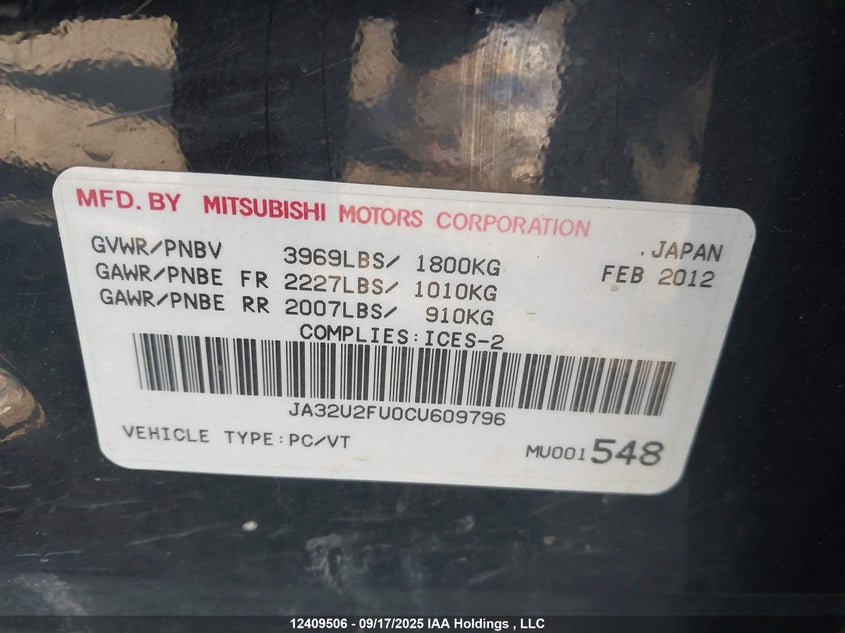 MFD. BY MITSUBISHI MOTORS CORPORATION
GVWR/PNBV 3969LBS/ 1800KG .JAPAN
GAWR/PNBE FR 2227LBS/ 1010KG FEB 2012
GAWR/PNBE RR 2007LBS/ 910KG
COMPLIES:ICES-2
JA32U2FU0CU609796
VEHICLE TYPE:PC/VT MU001548
12409506 - 09/17/2025 IAA Holdings , LLC